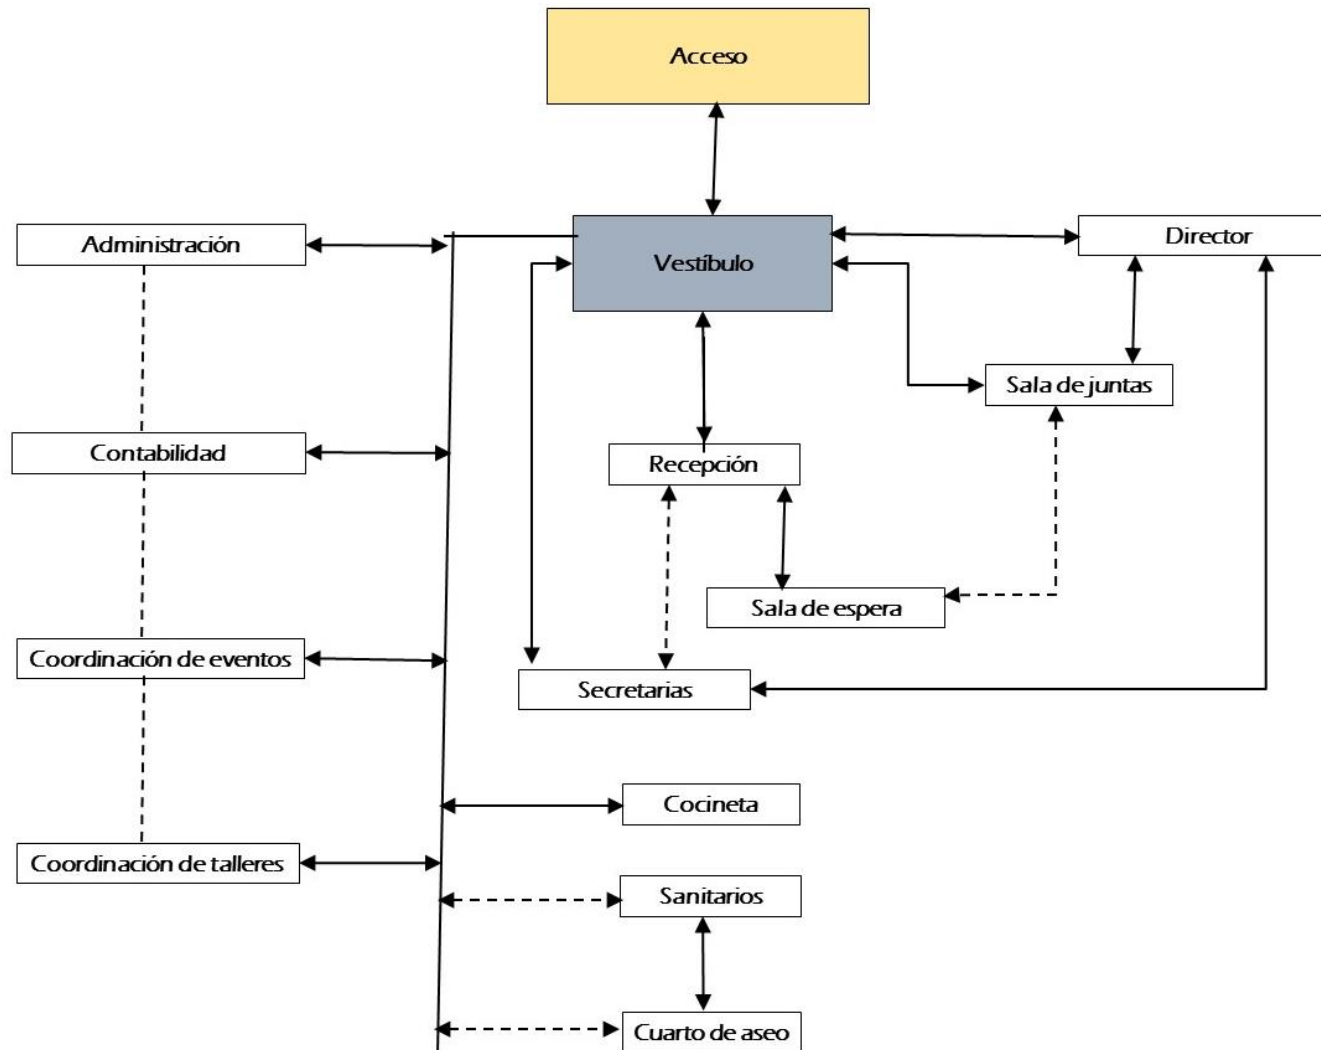 Acceso
Administración
Vestíbulo
Director
Sala de juntas
Contabilidad
Recepción
Sala de espera
Coordinación de eventos
Secretarias
Cocineta
Coordinación de talleres
Sanitarios
Cuarto de aseo